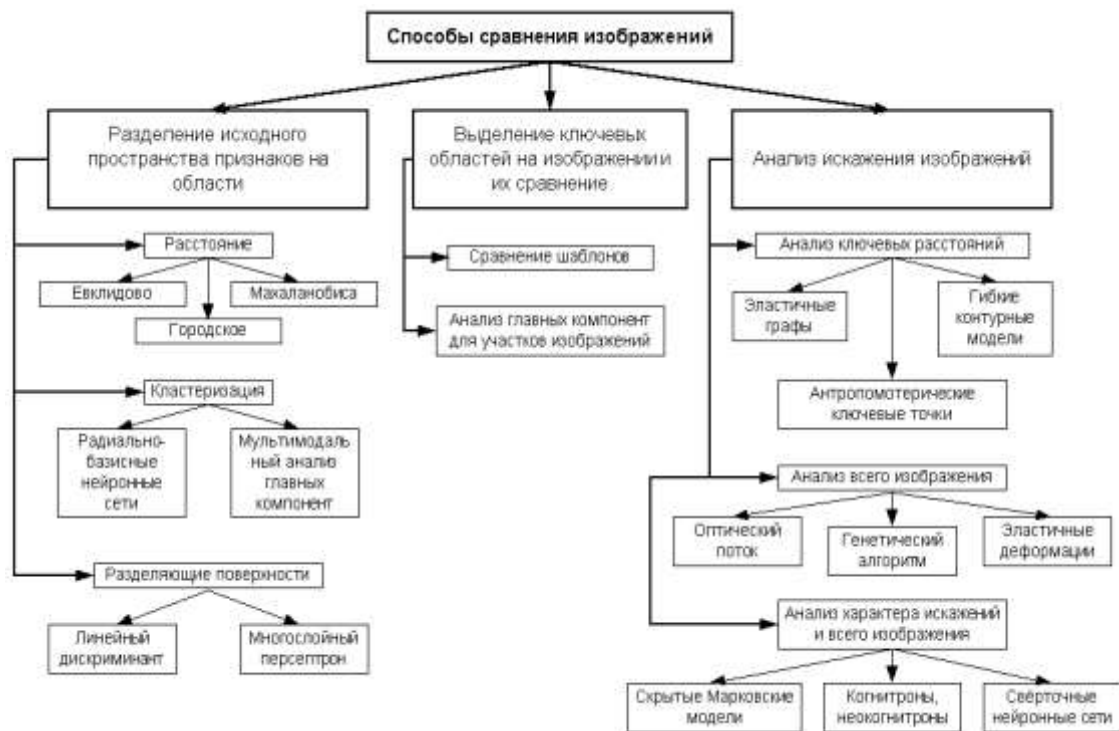 Способы сравнения изображений
Разделение исходного
пространства признаков на
области
Выделение ключевых
областей на изображении и
их сравнение
Анализ искажения изображений
Расстояние
Евклидово
Махаланобиса
Городское
Кластеризация
Радиально-
базисные
нейронные
сети
Мультимодаль
ный анализ
главных
компонент
Разделяющие поверхности
Линейный
дискриминант
Многослойный
персептрон
Сравнение шаблонов
Анализ главных компонент
для участков изображений
Анализ ключевых расстояний
Эластичные
графы
Гибкие
контурные
модели
Антропомотерические
ключевые точки
Анализ всего изображения
Оптический
поток
Генетический
алгоритм
Эластичные
деформации
Анализ характера искажений
и всего изображения
Скрытые Марковские
модели
Когнитроны,
неокогнитроны
Свёрточные
нейронные сети